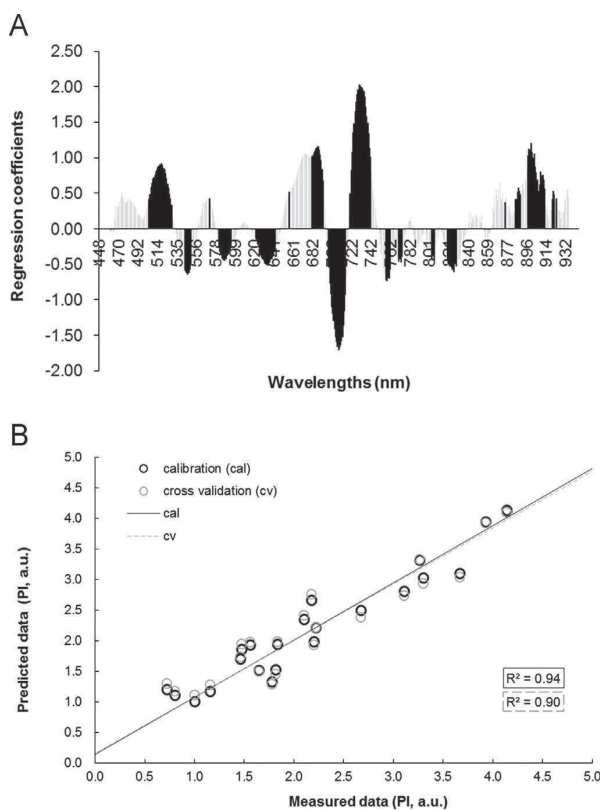 A
2.50
2.00
1.50
1.00
0.50
0.00
-0.50
-1.00
-1.50
-2.00
Regression coefficients
448 470 492 514 535 556 578 599 620 641 661 682 722 742 762 782 801 840 859 877 896 914 932
Wavelengths (nm)
B
5.0
4.5
4.0
3.5
3.0
2.5
2.0
1.5
1.0
0.5
0.0
Predicted data (PI, a.u.)
calibration (cal)
cross validation (cv)
cal
cv
R² = 0.94
R² = 0.90
0.0 0.5 1.0 1.5 2.0 2.5 3.0 3.5 4.0 4.5 5.0
Measured data (PI, a.u.)